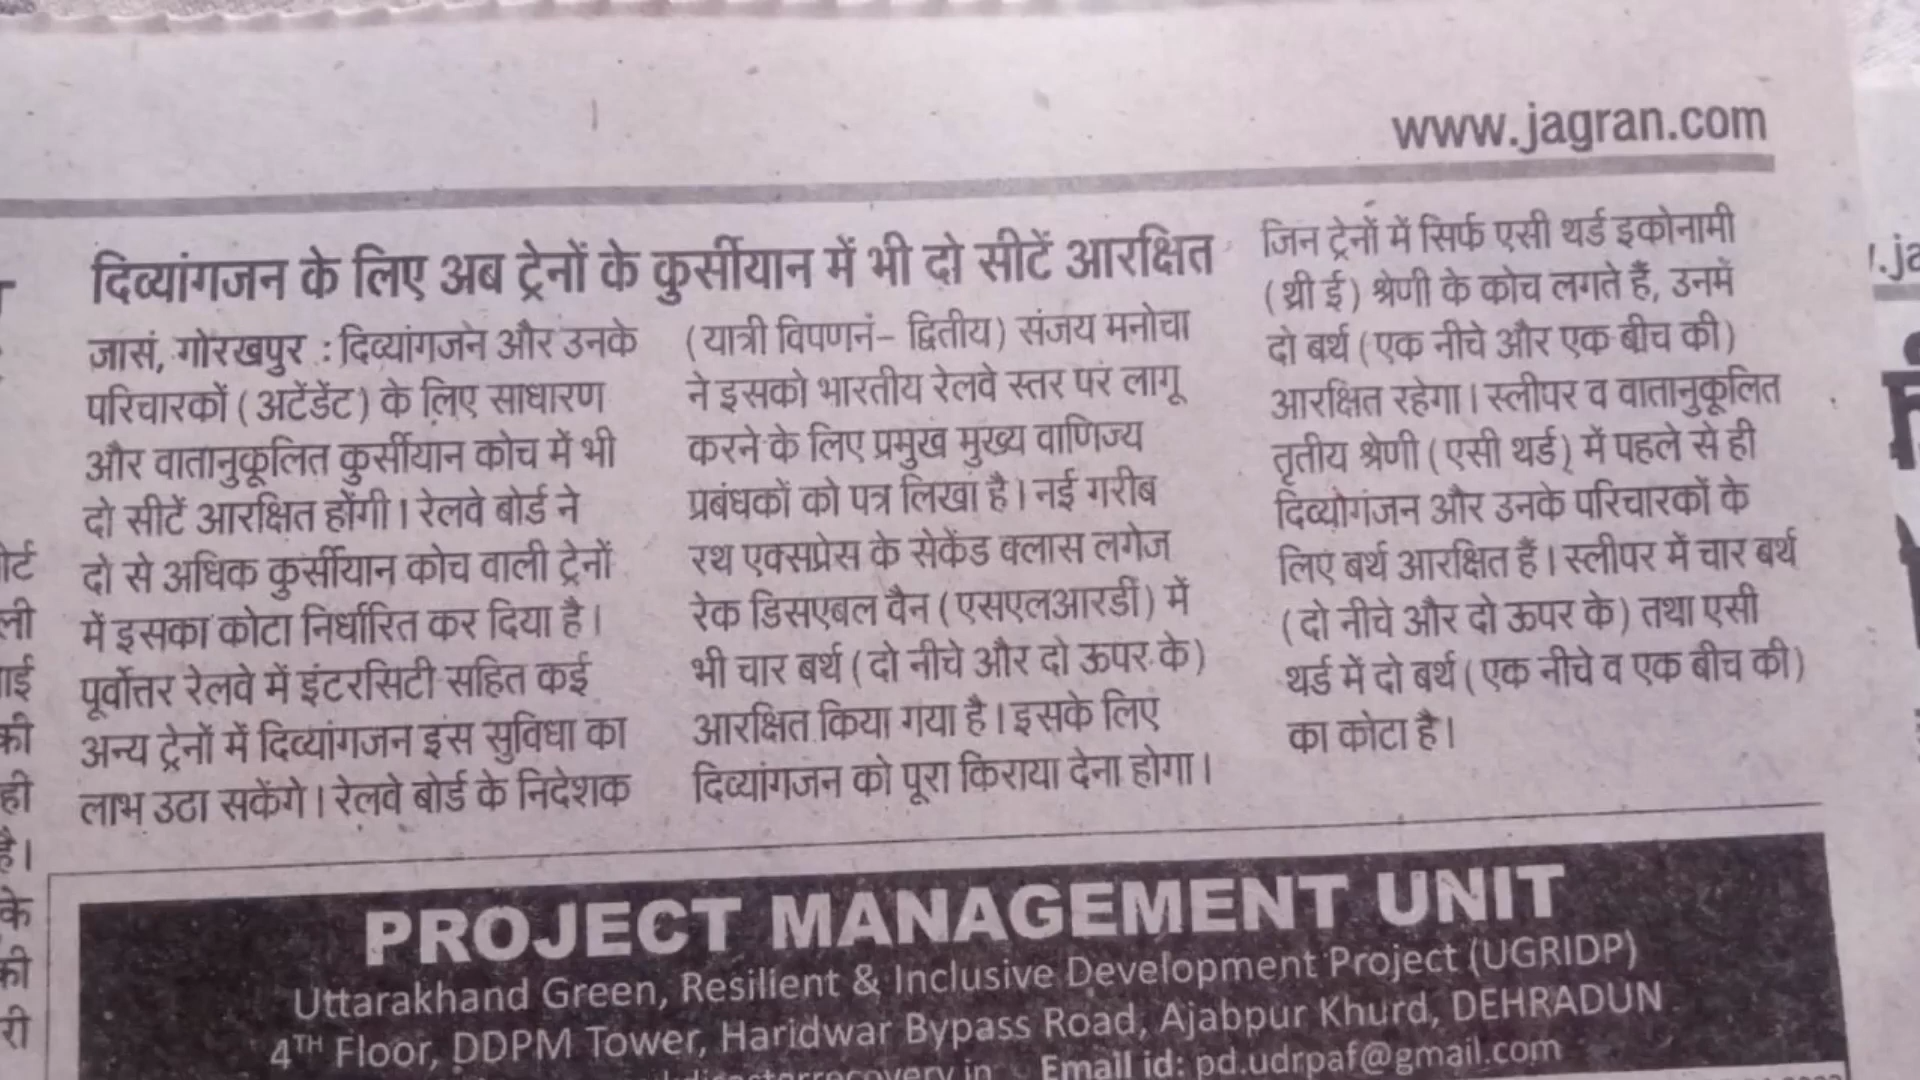 www.jagran.com
दिव्यांगजन के लिए अब ट्रेनों के कुर्सीयान में भी दो सीटें आरक्षित
जासं, गोरखपुर : दिव्यांगजन और उनके
परिचारकों (अटेंडेंट) के लिए साधारण
और वातानुकूलित कुर्सीयान कोच में भी
दो सीटें आरक्षित होंगी। रेलवे बोर्ड ने
दो से अधिक कुर्सीयान कोच वाली ट्रेनों
में इसका कोटा निर्धारित कर दिया है।
पूर्वोत्तर रेलवे में इंटरसिटी सहित कई
अन्य ट्रेनों में दिव्यांगजन इस सुविधा का
लाभ उठा सकेंगे। रेलवे बोर्ड के निदेशक
(यात्री विपणन- द्वितीय) संजय मनोचा
ने इसको भारतीय रेलवे स्तर पर लागू
करने के लिए प्रमुख मुख्य वाणिज्य
प्रबंधकों को पत्र लिखा है। नई गरीब
रथ एक्सप्रेस के सेकेंड क्लास लगेज
रेक डिसएबल वैन (एसएलआरडी) में
भी चार बर्थ (दो नीचे और दो ऊपर के)
आरक्षित किया गया है। इसके लिए
दिव्यांगजन को पूरा किराया देना होगा।
जिन ट्रेनों में सिर्फ एसी थर्ड इकोनामी
(थ्री ई) श्रेणी के कोच लगते हैं, उनमें
दो बर्थ (एक नीचे और एक बीच की)
आरक्षित रहेगा। स्लीपर व वातानुकूलित
तृतीय श्रेणी (एसी थर्ड) में पहले से ही
दिव्योगंजन और उनके परिचारकों के
लिए बर्थ आरक्षित हैं। स्लीपर में चार बर्थ
(दो नीचे और दो ऊपर के) तथा एसी
थर्ड में दो बर्थ (एक नीचे व एक बीच की)
का कोटा है।
PROJECT MANAGEMENT UNIT
Uttarakhand Green, Resilient & Inclusive Development Project (UGRIDP)
4TH Floor, DDPM Tower, Haridwar Bypass Road, Ajabpur Khurd, DEHRADUN
Email id: pd.udrpaf@gmail.com